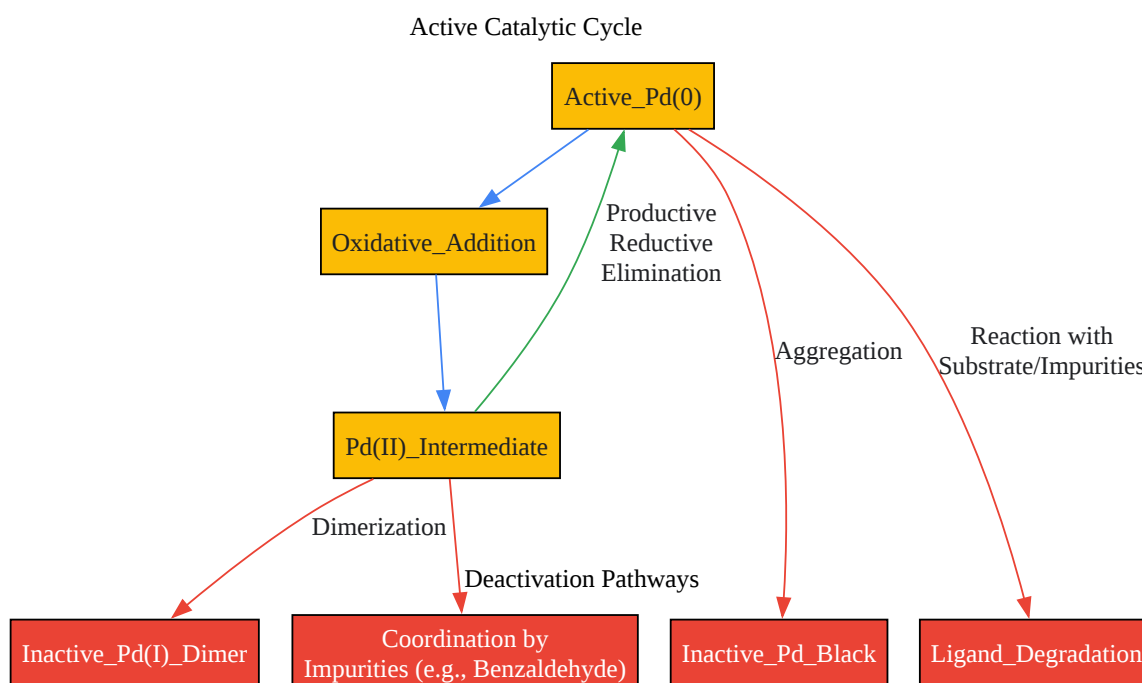 Active Catalytic Cycle
Active_Pd(0)
Oxidative_Addition
Productive
Reductive
Elimination
Aggregation
Reaction with
Substrate/Impurities
Pd(II)_Intermediate
Dimerization
Deactivation Pathways
Inactive_Pd(I)_Dimer
Coordination by
Impurities (e.g., Benzaldehyde)
Inactive_Pd_Black
Ligand_Degradation